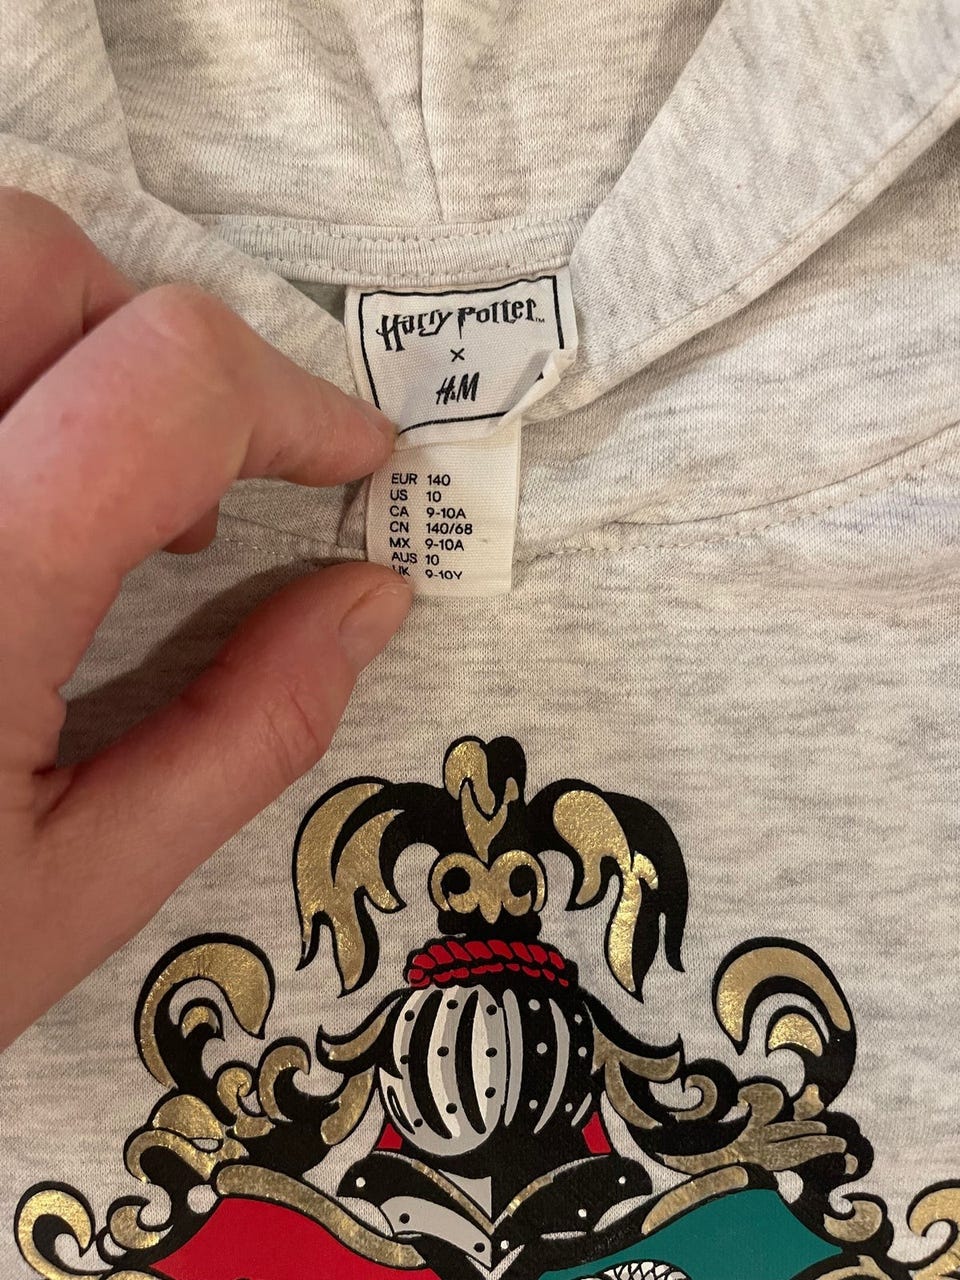 Harry Potter™
×
H&M
EUR 140
US 10
CA 9-10A
CN 140/68
MX 9-10A
AUS 10
UK 9-10Y